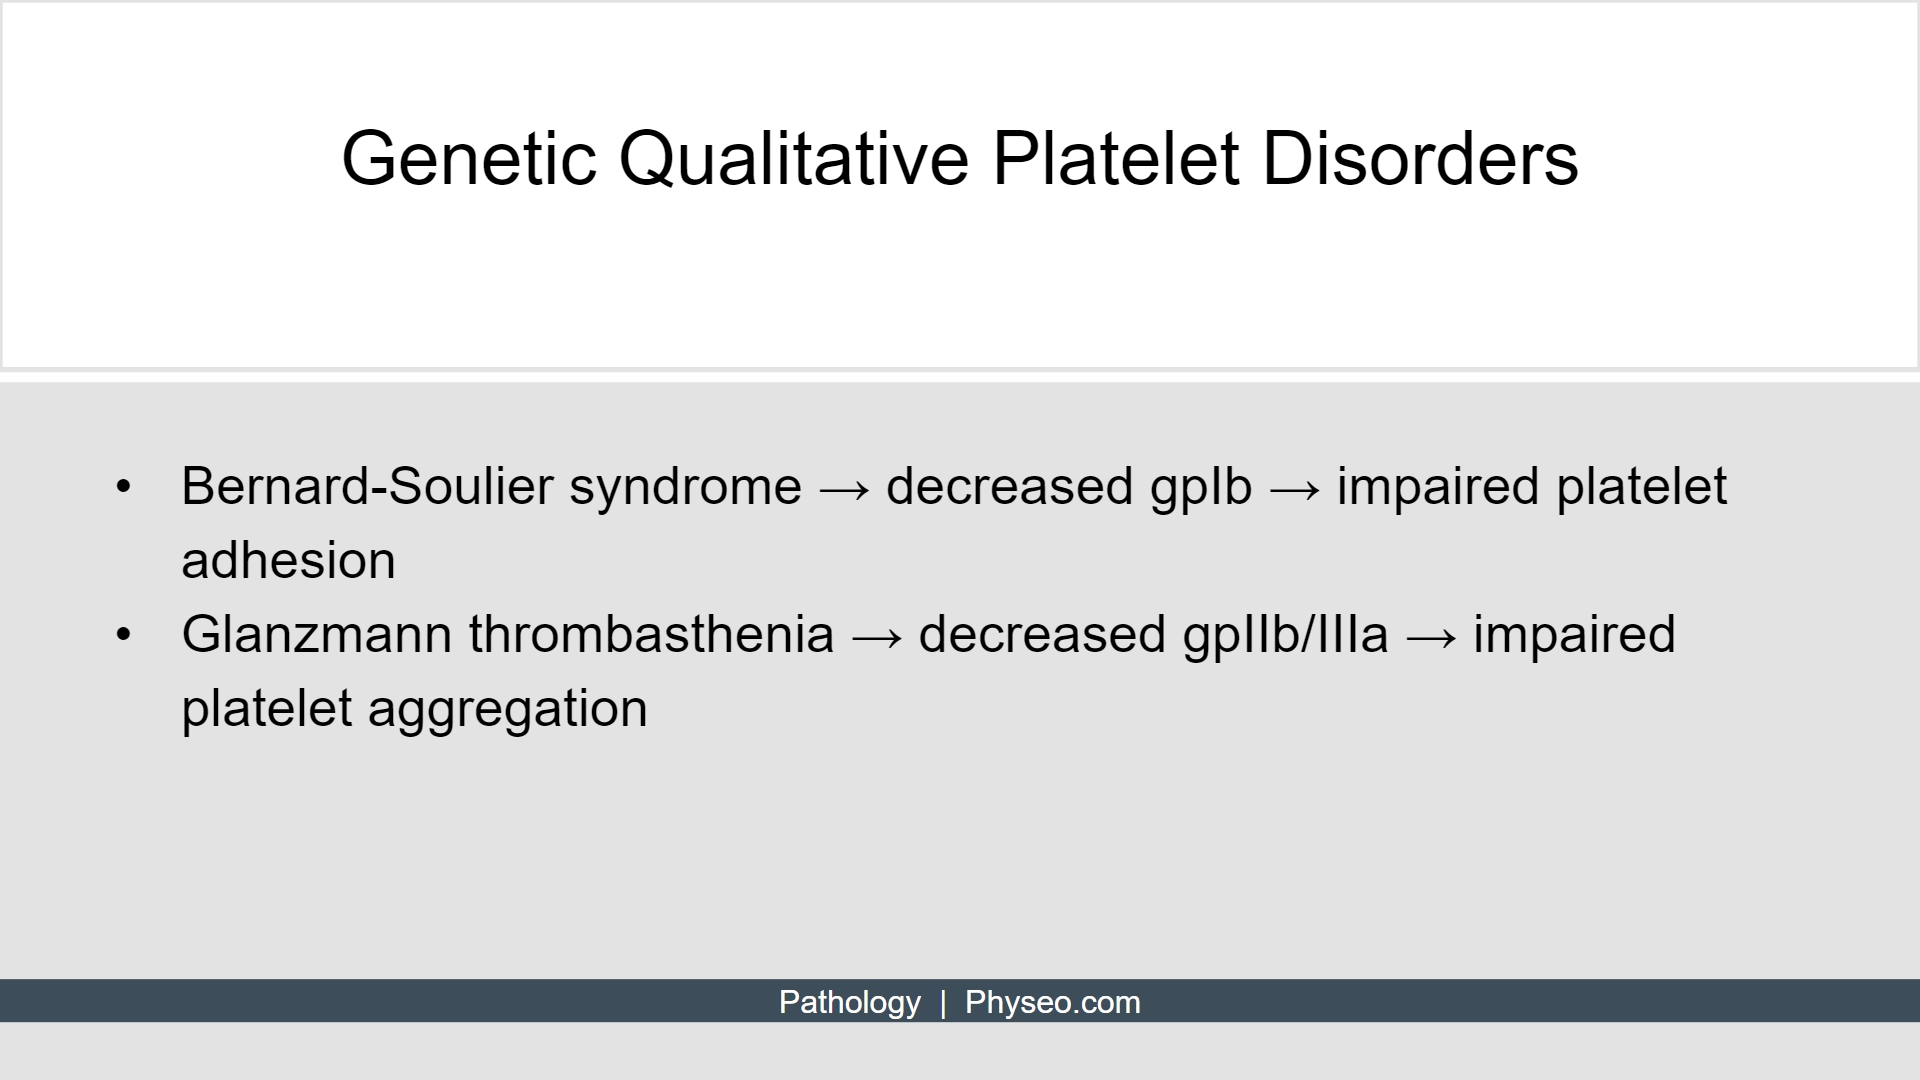 Genetic Qualitative Platelet Disorders
• Bernard-Soulier syndrome → decreased gpIb → impaired platelet
adhesion
• Glanzmann thrombasthenia → decreased gpIIb/IIIa → impaired
platelet aggregation
Pathology | Physeo.com